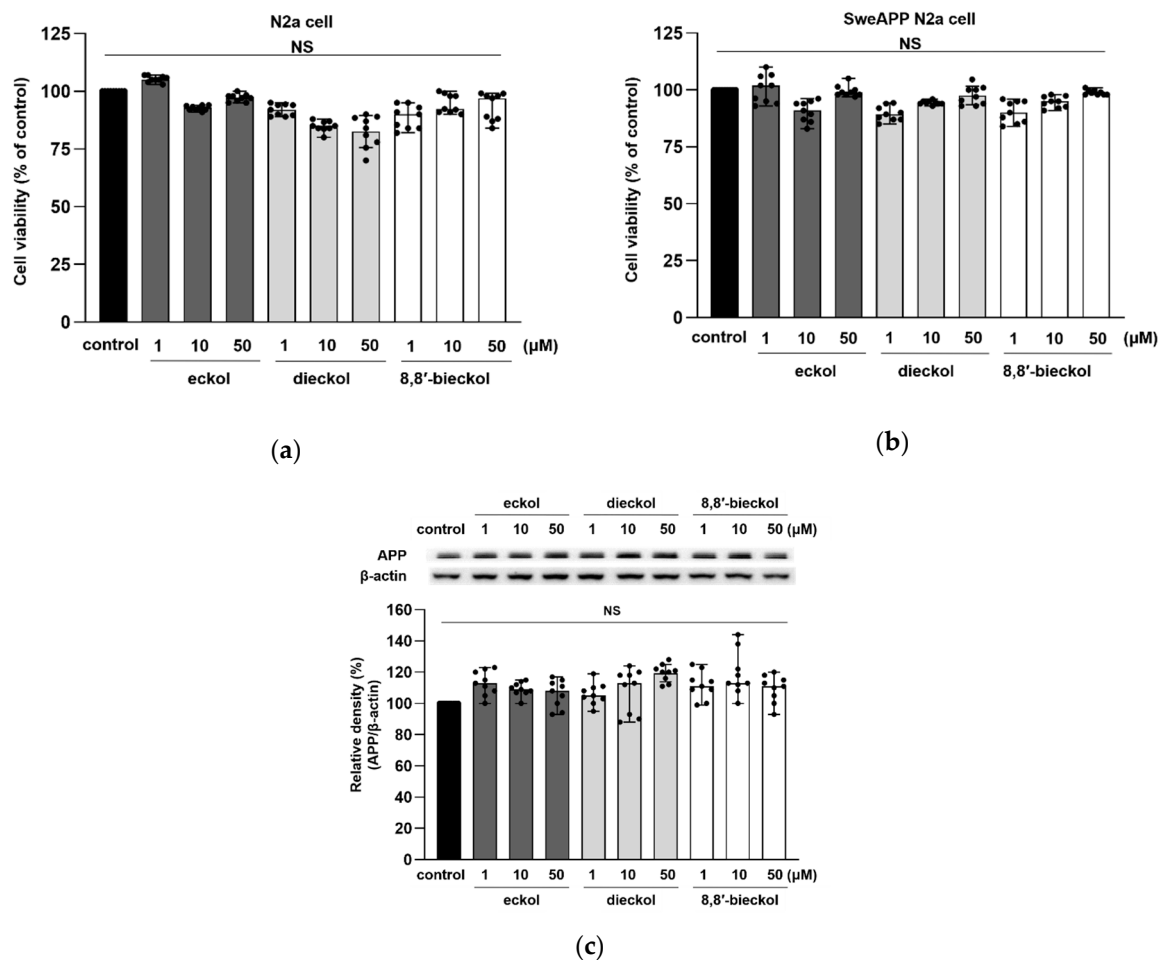 N2a cell
NS
Cell viability (% of control)
125
100
75
50
25
0
control 1 10 50 1 10 50 1 10 50 (μM)
eckol dieckol 8,8′-bieckol
(a)
SweAPP N2a cell
NS
Cell viability (% of control)
125
100
75
50
25
0
control 1 10 50 1 10 50 1 10 50 (μM)
eckol dieckol 8,8′-bieckol
(b)
eckol dieckol 8,8′-bieckol
control 1 10 50 1 10 50 1 10 50 (μM)
APP
β-actin
NS
Relative density (%)
(APP/β-actin)
160
140
120
100
80
60
40
20
0
control 1 10 50 1 10 50 1 10 50 (μM)
eckol dieckol 8,8′-bieckol
(c)